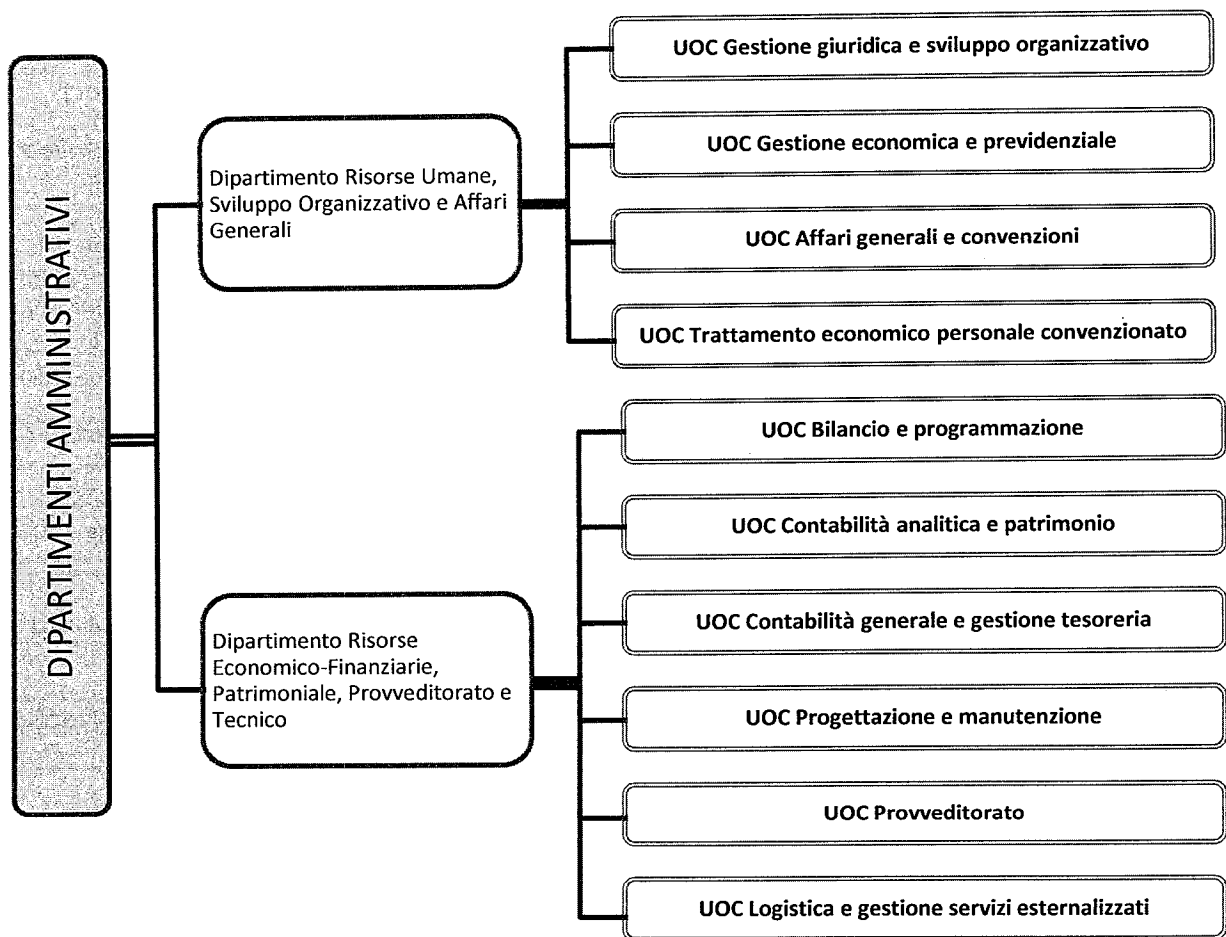 DIPARTIMENTI AMMINISTRATIVI
Dipartimento Risorse Umane,
Sviluppo Organizzativo e Affari
Generali
UOC Gestione giuridica e sviluppo organizzativo
UOC Gestione economica e previdenziale
UOC Affari generali e convenzioni
UOC Trattamento economico personale convenzionato
Dipartimento Risorse
Economico-Finanziarie,
Patrimoniale, Provveditorato e
Tecnico
UOC Bilancio e programmazione
UOC Contabilità analitica e patrimonio
UOC Contabilità generale e gestione tesoreria
UOC Progettazione e manutenzione
UOC Provveditorato
UOC Logistica e gestione servizi esternalizzati